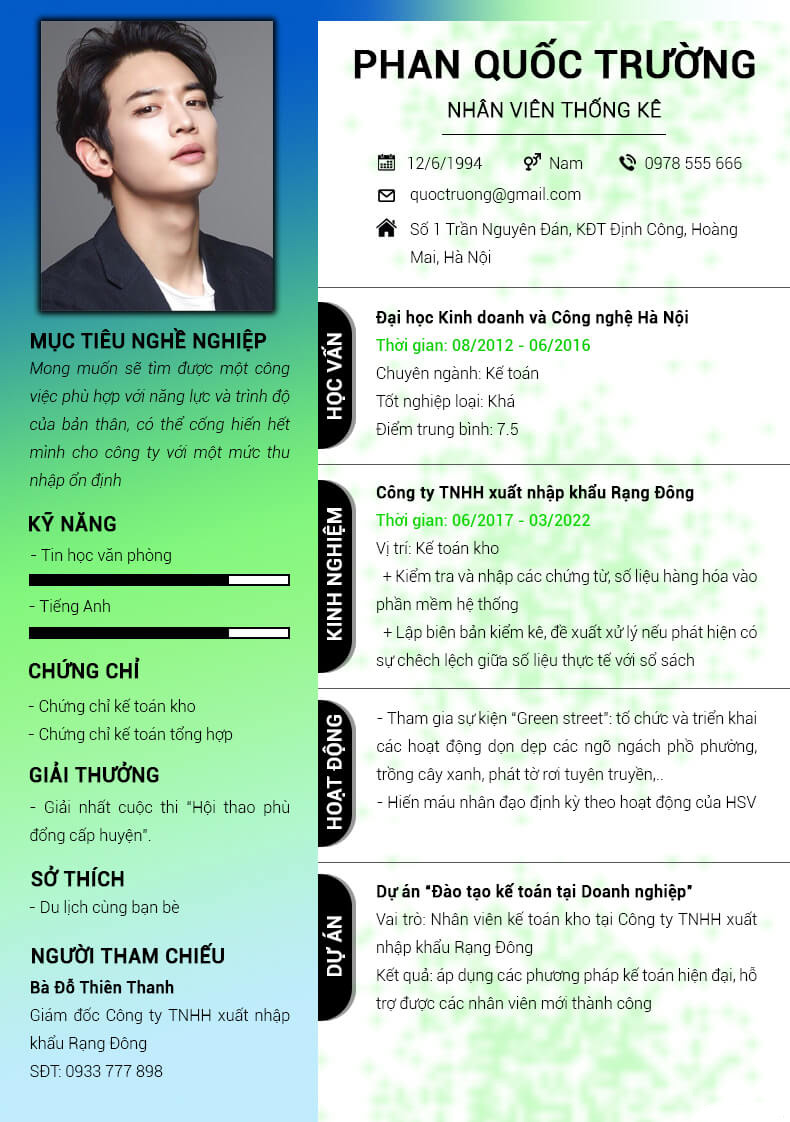 PHAN QUỐC TRƯỜNG
NHÂN VIÊN THỐNG KÊ
12/6/1994 Nam 0978 555 666
quoctruong@gmail.com
Số 1 Trần Nguyên Đán, KĐT Định Công, Hoàng
Mai, Hà Nội
MỤC TIÊU NGHỀ NGHIỆP
Mong muốn sẽ tìm được một công
việc phù hợp với năng lực và trình độ
của bản thân, có thể cống hiến hết
mình cho công ty với một mức thu
nhập ổn định
KỸ NĂNG
- Tin học văn phòng
- Tiếng Anh
CHỨNG CHỈ
- Chứng chỉ kế toán kho
- Chứng chỉ kế toán tổng hợp
GIẢI THƯỞNG
- Giải nhất cuộc thi “Hội thao phù
đổng cấp huyện”.
SỞ THÍCH
- Du lịch cùng bạn bè
NGƯỜI THAM CHIẾU
Bà Đỗ Thiên Thanh
Giám đốc Công ty TNHH xuất nhập
khẩu Rạng Đông
SĐT: 0933 777 898
HỌC VẤN
Đại học Kinh doanh và Công nghệ Hà Nội
Thời gian: 08/2012 - 06/2016
Chuyên ngành: Kế toán
Tốt nghiệp loại: Khá
Điểm trung bình: 7.5
KINH NGHIỆM
Công ty TNHH xuất nhập khẩu Rạng Đông
Thời gian: 06/2017 - 03/2022
Vị trí: Kế toán kho
+ Kiểm tra và nhập các chứng từ, số liệu hàng hóa vào
phần mềm hệ thống
+ Lập biên bản kiểm kê, đề xuất xử lý nếu phát hiện có
sự chêch lệch giữa số liệu thực tế với sổ sách
HOẠT ĐỘNG
- Tham gia sự kiện “Green street”: tổ chức và triển khai
các hoạt động dọn dẹp các ngõ ngách phồ phường,
trồng cây xanh, phát tờ rơi tuyên truyền,..
- Hiến máu nhân đạo định kỳ theo hoạt động của HSV
DỰ ÁN
Dự án “Đào tạo kế toán tại Doanh nghiệp”
Vai trò: Nhân viên kế toán kho tại Công ty TNHH xuất
nhập khẩu Rạng Đông
Kết quả: áp dụng các phương pháp kế toán hiện đại, hỗ
trợ được các nhân viên mới thành công